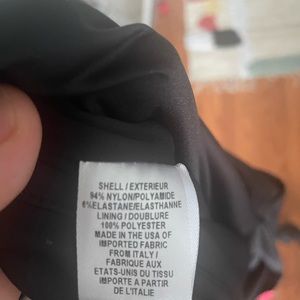 SHELL / EXTERIEUR
94% NYLON/POLYAMIDE
6%ELASTANE/ELASTHANNE
LINING / DOUBLURE
100% POLYESTER
MADE IN THE USA OF
IMPORTED FABRIC
FROM ITALY /
FABRIQUE AUX
ETATS-UNIS DU TISSU
IMPORTE A PARTIR
DE L'ITALIE